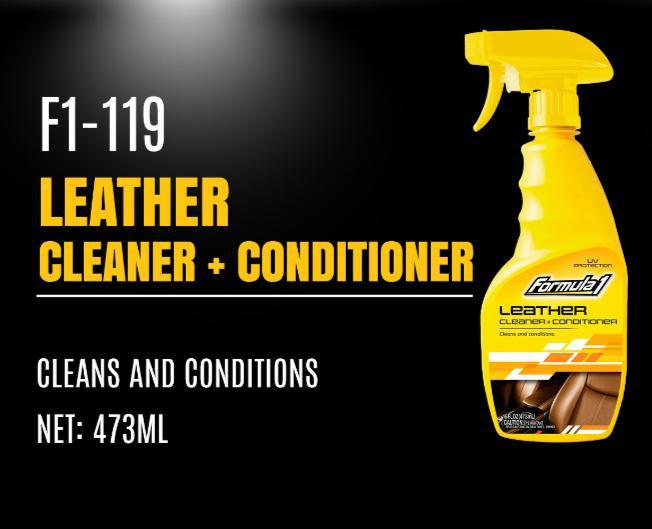 F1-119
LEATHER
CLEANER + CONDITIONER
CLEANS AND CONDITIONS
NET: 473ML
UV
PROTECTION
Formula1
LEATHER
CLEANER + CONDITIONER
Cleans and conditions.
CAUTION: